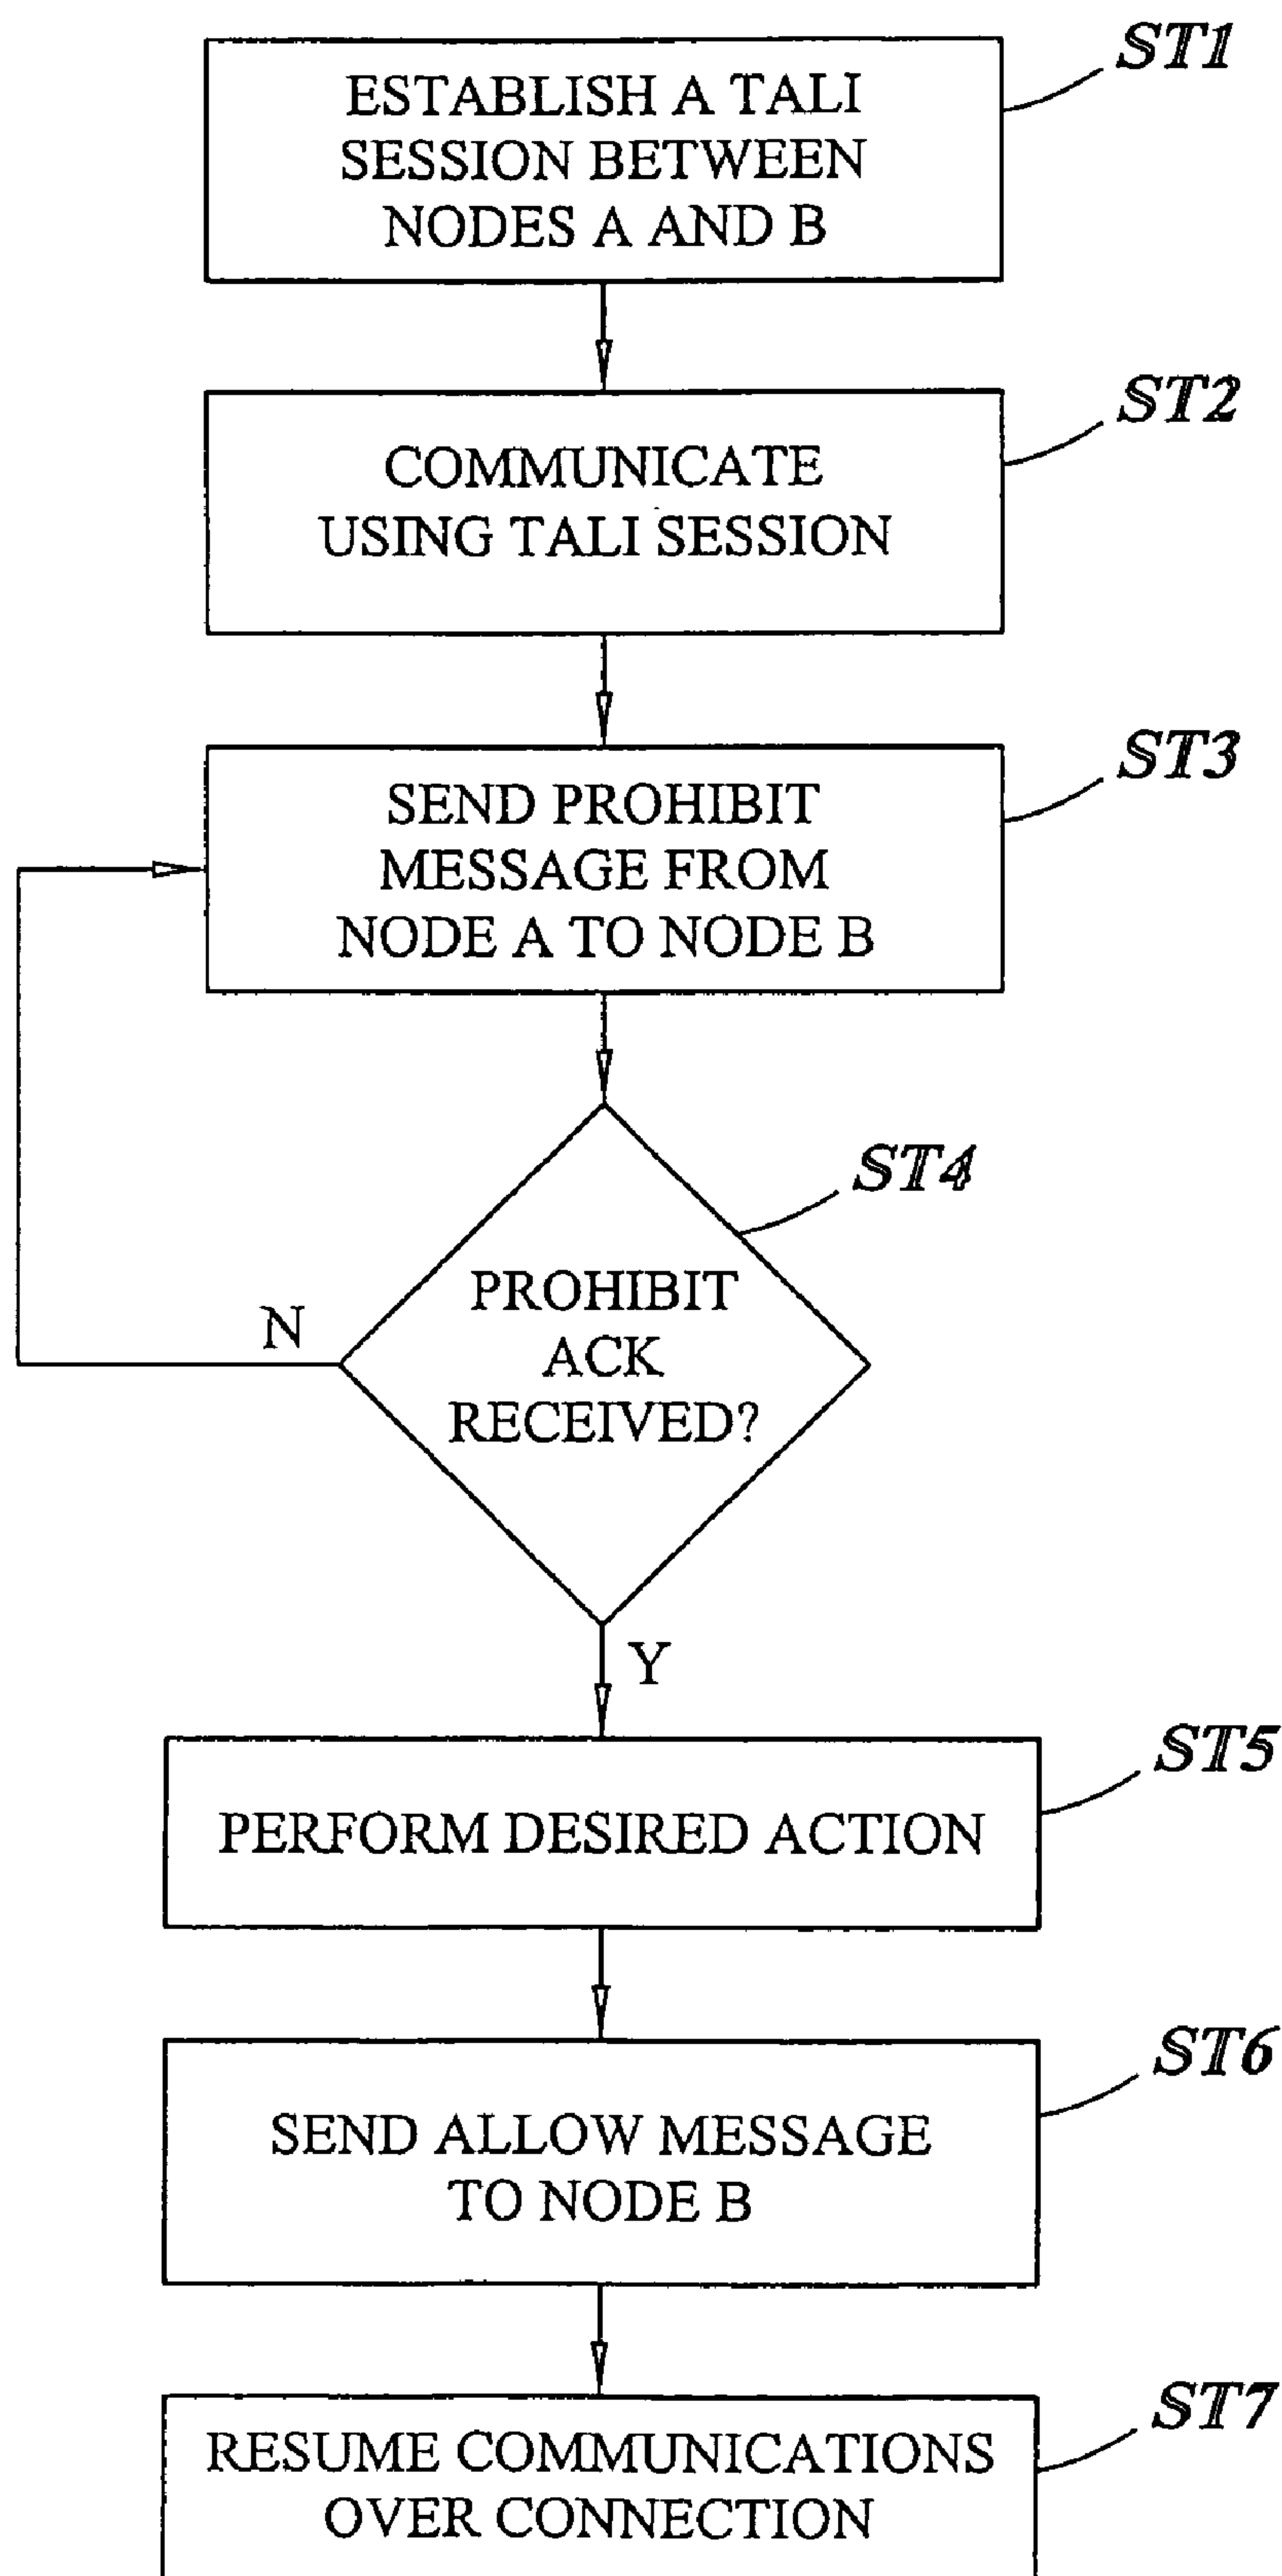 ST1
ESTABLISH A TALI
SESSION BETWEEN
NODES A AND B
ST2
COMMUNICATE
USING TALI SESSION
ST3
SEND PROHIBIT
MESSAGE FROM
NODE A TO NODE B
ST4
PROHIBIT
ACK
RECEIVED?
N
Y
ST5
PERFORM DESIRED ACTION
ST6
SEND ALLOW MESSAGE
TO NODE B
ST7
RESUME COMMUNICATIONS
OVER CONNECTION